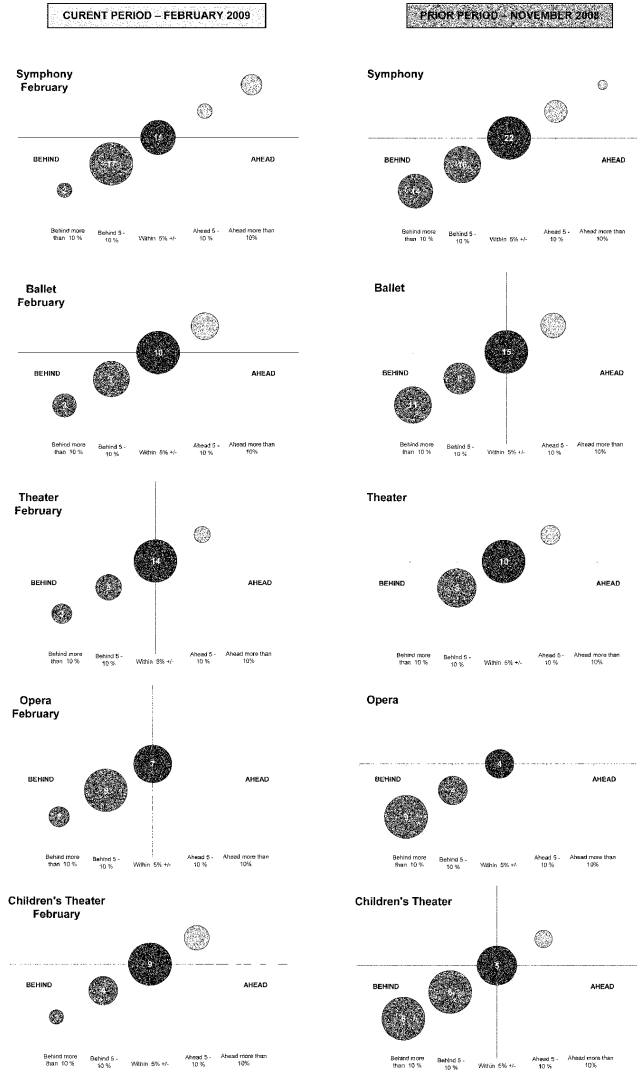 CURENT PERIOD – FEBRUARY 2009
PRIOR PERIOD – NOVEMBER 2008
Symphony
February
15
BEHIND
AHEAD
Behind more
than 10 %
Behind 5 -
10 %
Within 5% +/-
Ahead 5 -
10 %
Ahead more than
10%
Symphony
22
16
14
BEHIND
AHEAD
Behind more
than 10 %
Behind 5 -
10 %
Within 5% +/-
Ahead 5 -
10 %
Ahead more than
10%
Ballet
February
10
BEHIND
AHEAD
Behind more
than 10 %
Behind 5 -
10 %
Within 5% +/-
Ahead 5 -
10 %
Ahead more than
10%
Ballet
15
BEHIND
AHEAD
Behind more
than 10 %
Behind 5 -
10 %
Within 5% +/-
Ahead 5 -
10 %
Ahead more than
10%
Theater
February
14
BEHIND
AHEAD
Behind more
than 10 %
Behind 5 -
10 %
Within 5% +/-
Ahead 5 -
10 %
Ahead more than
10%
Theater
10
BEHIND
AHEAD
Behind more
than 10 %
Behind 5 -
10 %
Within 5% +/-
Ahead 5 -
10 %
Ahead more than
10%
Opera
February
BEHIND
AHEAD
Behind more
than 10 %
Behind 5 -
10 %
Within 5% +/-
Ahead 5 -
10 %
Ahead more than
10%
Opera
4
BEHIND
AHEAD
Behind more
than 10 %
Behind 5 -
10 %
Within 5% +/-
Ahead 5 -
10 %
Ahead more than
10%
Children's Theater
February
9
BEHIND
AHEAD
Behind more
than 10 %
Behind 5 -
10 %
Within 5% +/-
Ahead 5 -
10 %
Ahead more than
10%
Children's Theater
BEHIND
AHEAD
Behind more
than 10 %
Behind 5 -
10 %
Within 5% +/-
Ahead 5 -
10 %
Ahead more than
10%